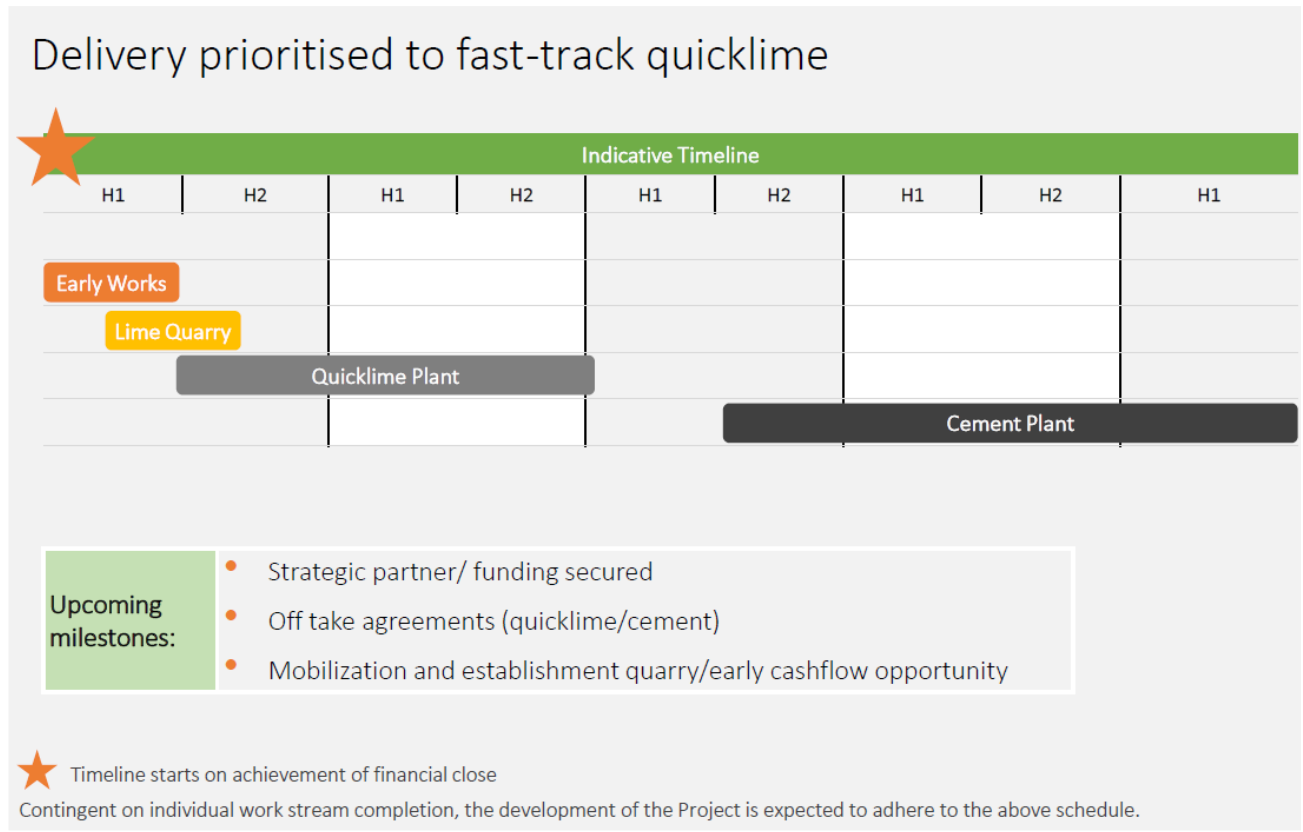 Delivery prioritised to fast-track quicklime
Indicative Timeline
H1 H2 H1 H2 H1 H2 H1 H2 H1
Early Works
Lime Quarry
Quicklime Plant
Cement Plant
Upcoming
milestones:
• Strategic partner/ funding secured
• Off take agreements (quicklime/cement)
• Mobilization and establishment quarry/early cashflow opportunity
Timeline starts on achievement of financial close
Contingent on individual work stream completion, the development of the Project is expected to adhere to the above schedule.